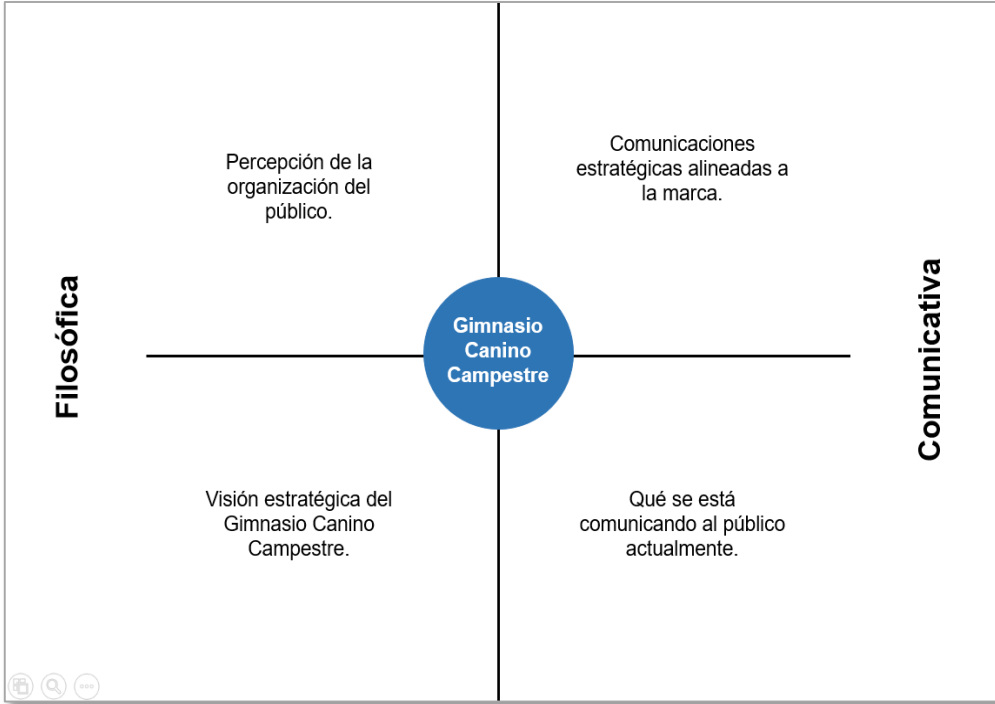 Percepción de la
organización del
público.
Comunicaciones
estratégicas alineadas a
la marca.
Filosófica
Gimnasio
Canino
Campestre
Comunicativa
Visión estratégica del
Gimnasio Canino
Campestre.
Qué se está
comunicando al público
actualmente.